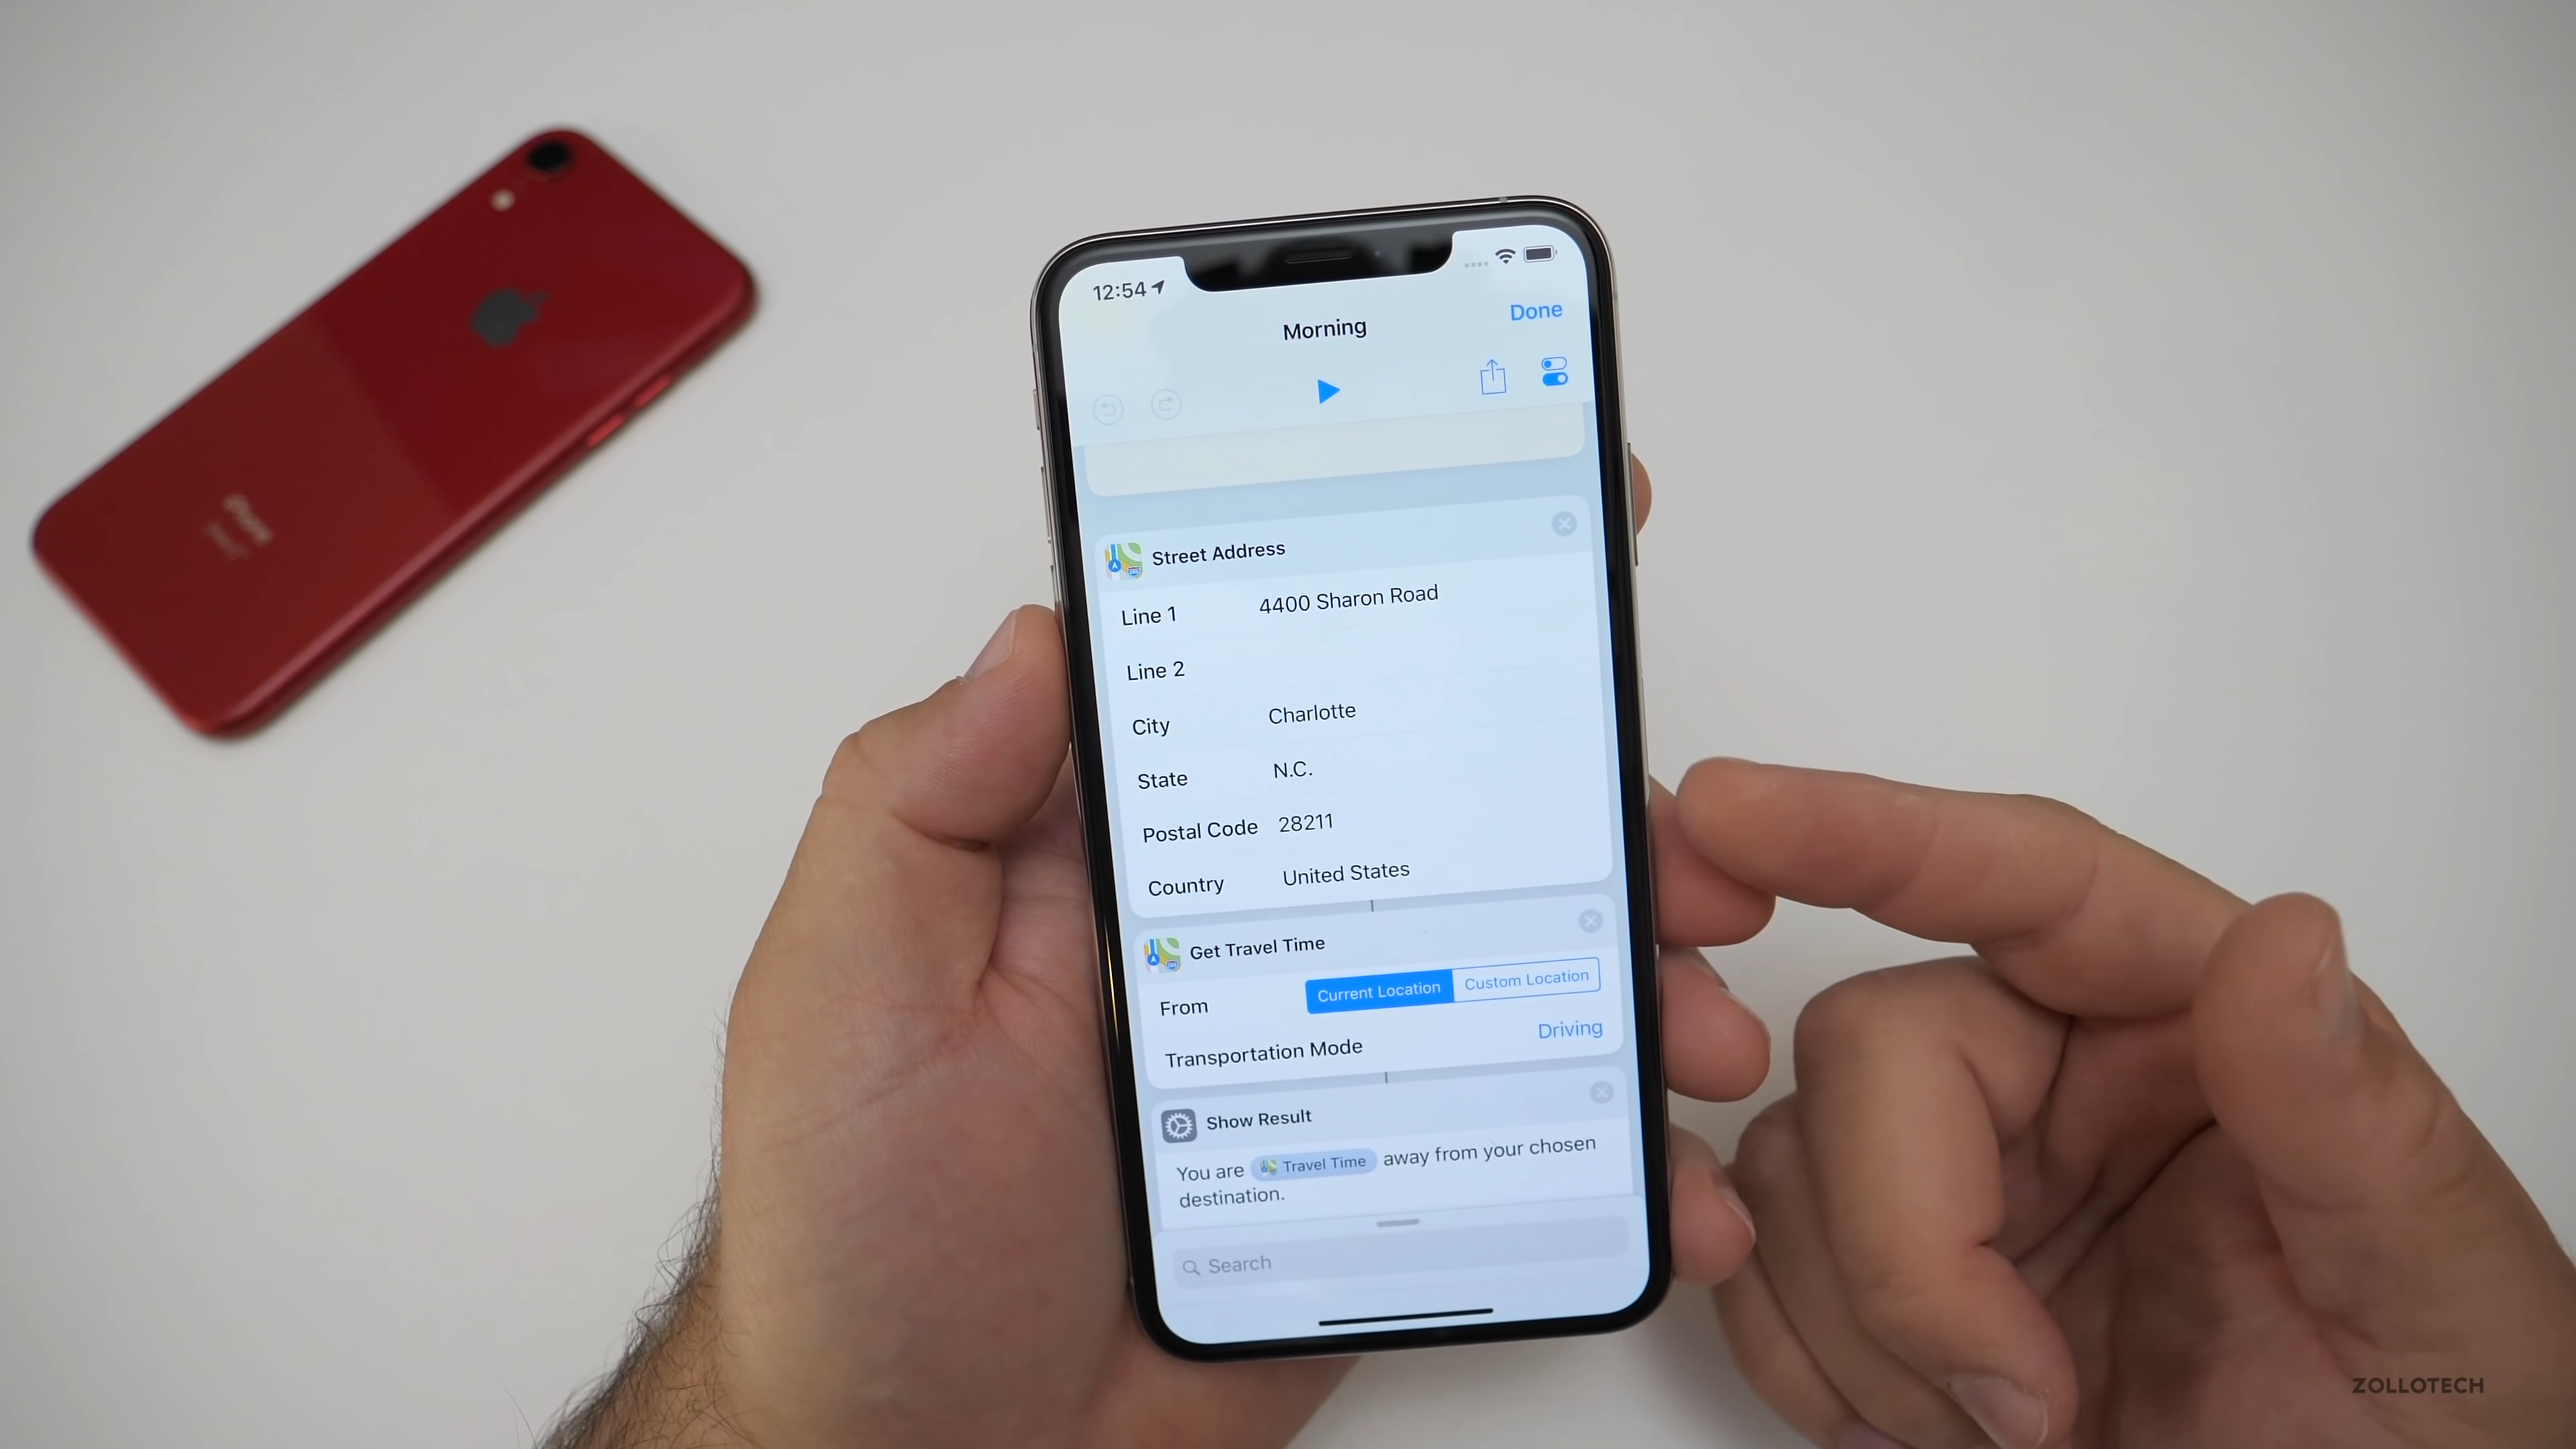 12:54
Done
Morning
Street Address
Line 1 4400 Sharon Road
Line 2
City Charlotte
State N.C.
Postal Code 28211
Country United States
Get Travel Time
From Current Location Custom Location
Transportation Mode Driving
Show Result
You are Travel Time away from your chosen
destination.
Search
iPhone
ZOLLOTECH